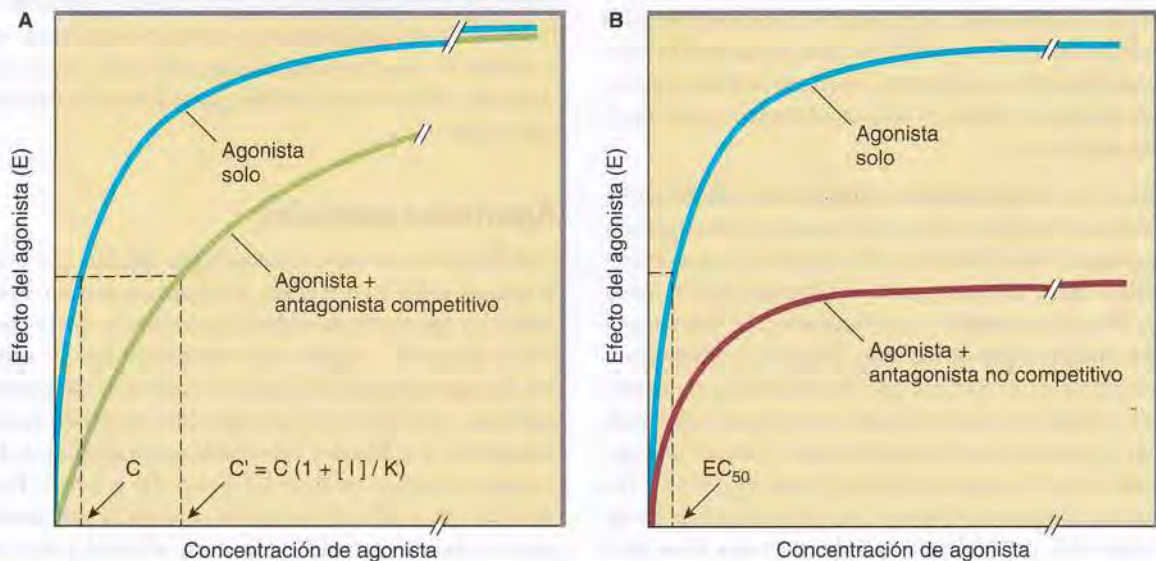 A
Efecto del agonista (E)
Agonista
solo
Agonista +
antagonista competitivo
C
C' = C (1 + [ I ] / K)
Concentración de agonista
B
Efecto del agonista (E)
Agonista
solo
Agonista +
antagonista no competitivo
EC50
Concentración de agonista